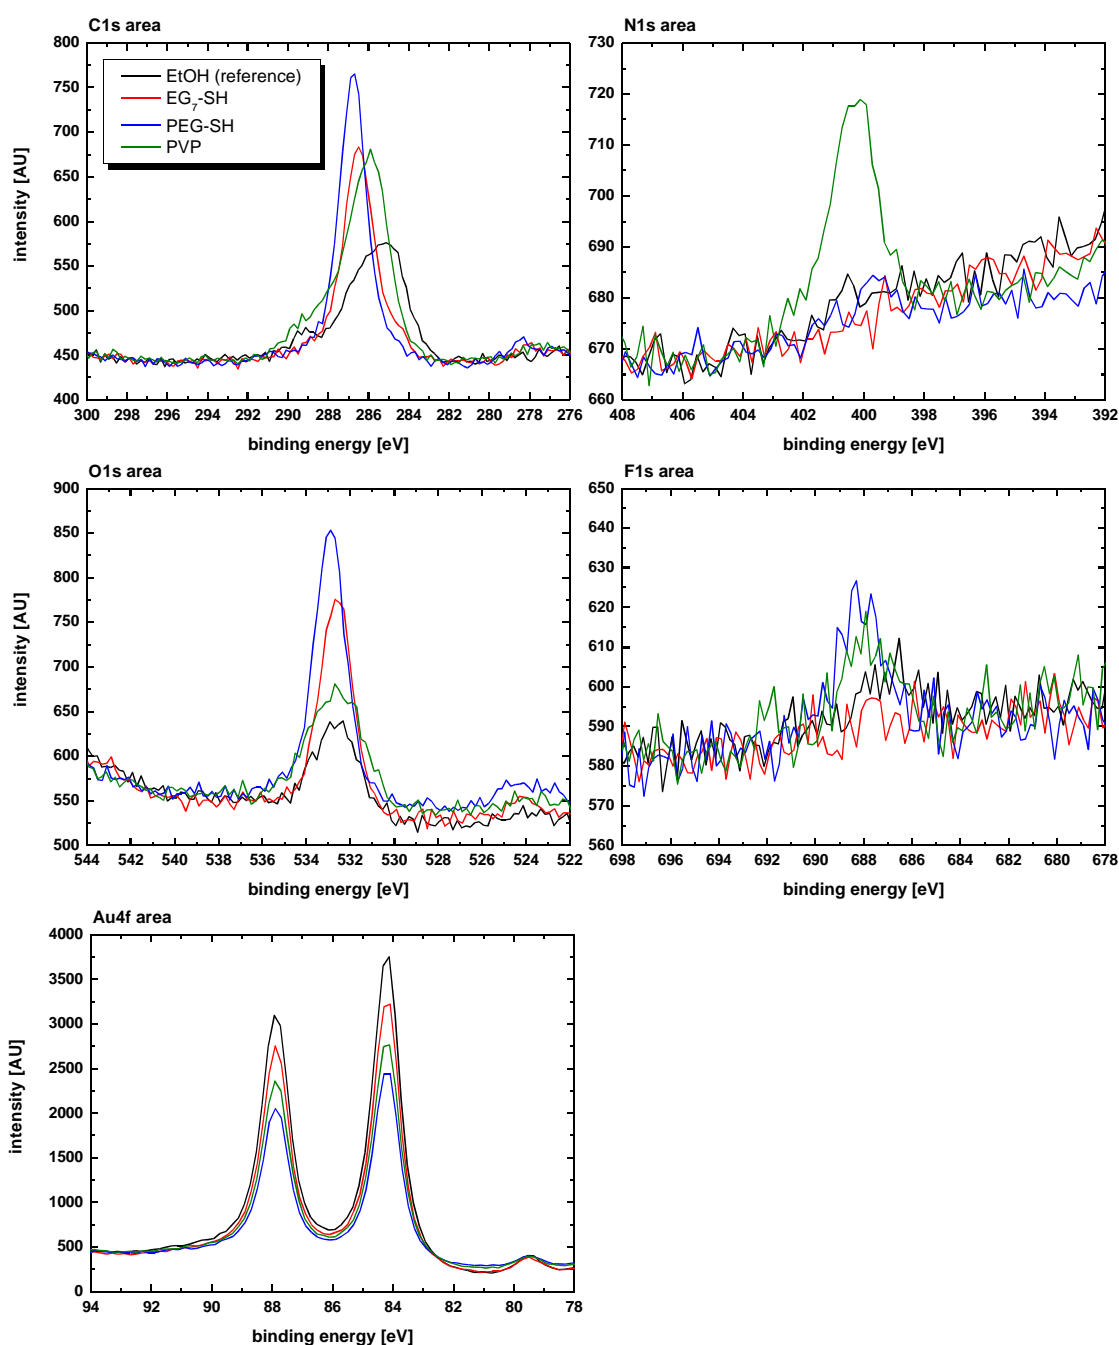 C1s area
800
750
700
650
600
550
500
450
400
intensity [AU]
EtOH (reference)
EG7-SH
PEG-SH
PVP
300 298 296 294 292 290 288 286 284 282 280 278 276
binding energy [eV]
N1s area
730
720
710
700
690
680
670
660
408 406 404 402 400 398 396 394 392
binding energy [eV]
O1s area
900
850
800
750
700
650
600
550
500
intensity [AU]
544 542 540 538 536 534 532 530 528 526 524 522
binding energy [eV]
F1s area
650
640
630
620
610
600
590
580
570
560
698 696 694 692 690 688 686 684 682 680 678
binding energy [eV]
Au4f area
4000
3500
3000
2500
2000
1500
1000
500
0
intensity [AU]
94 92 90 88 86 84 82 80 78
binding energy [eV]